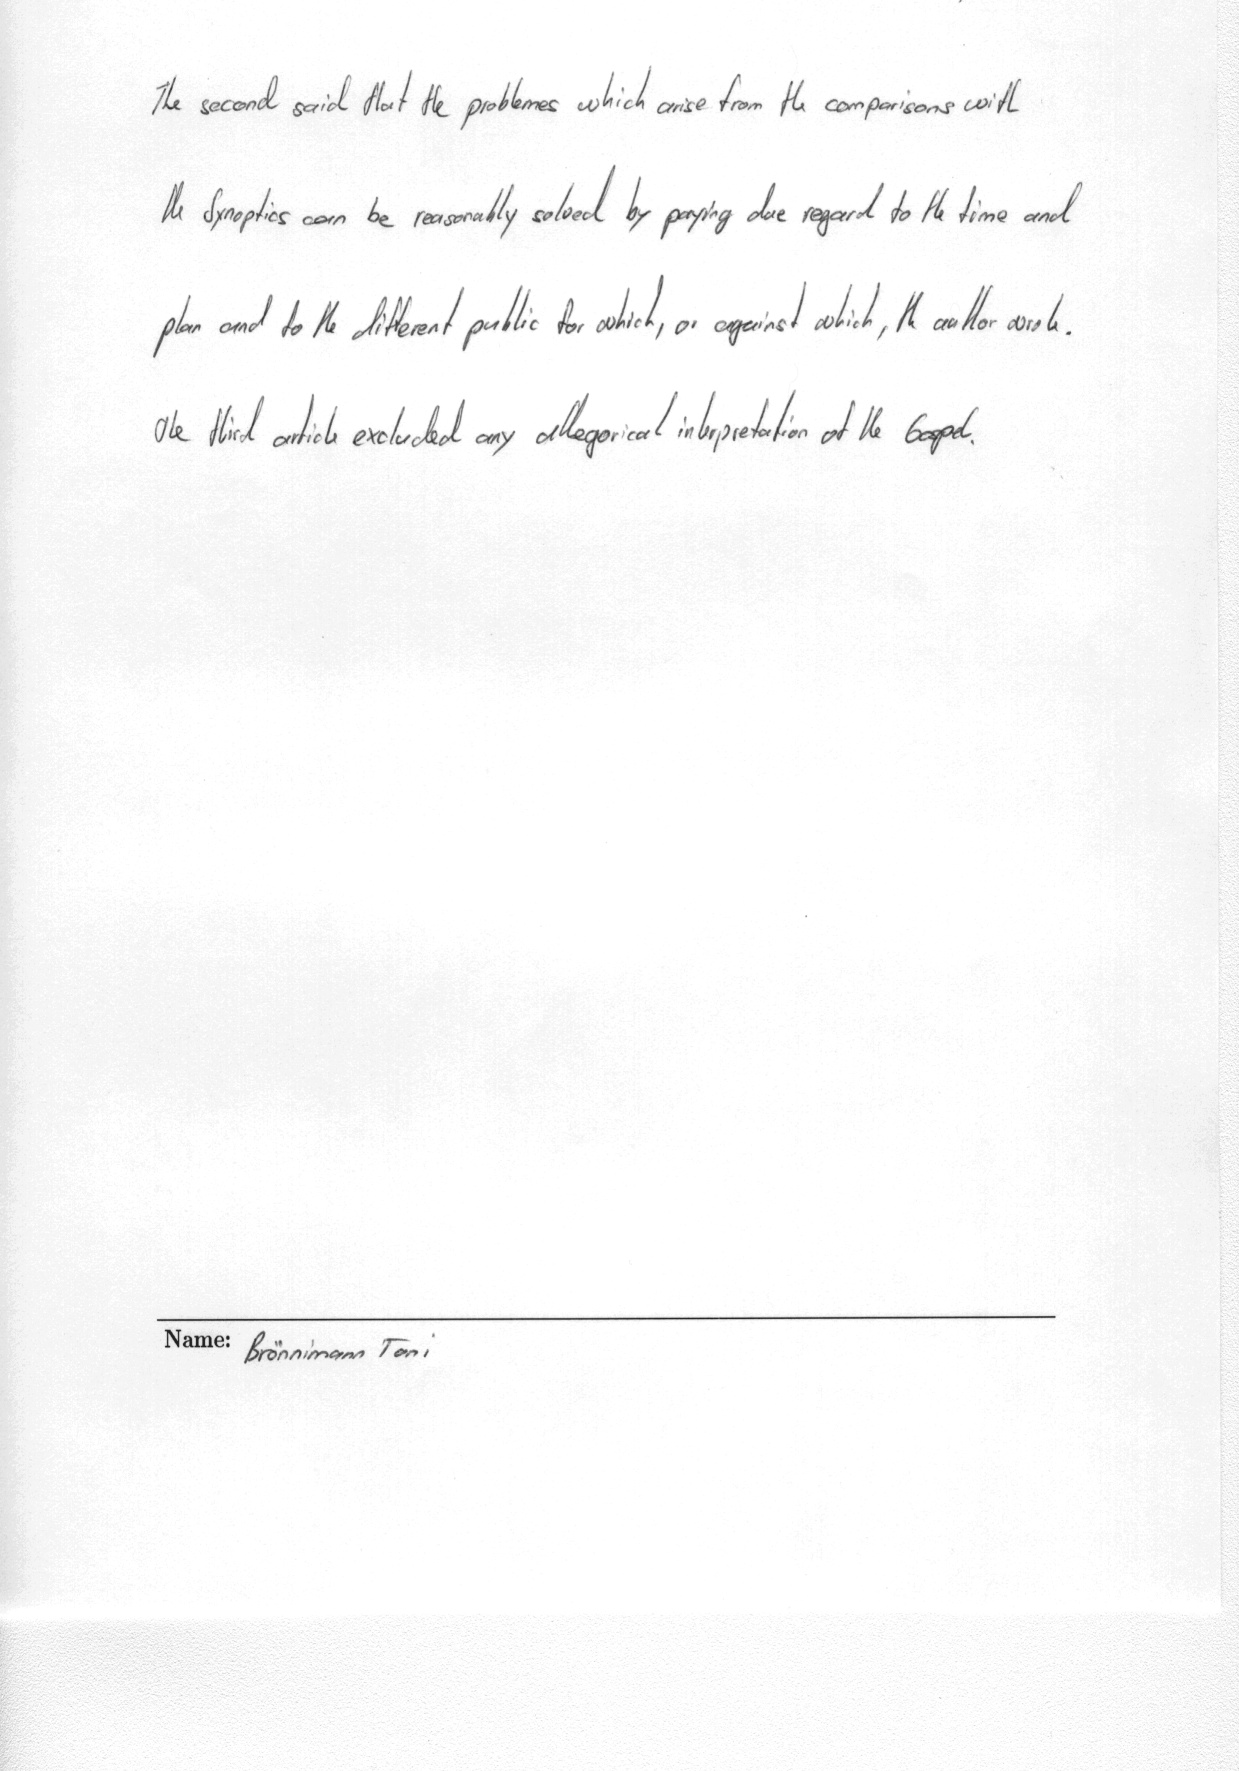 The second said that the problemes which arise from the comparisons with
the Synoptics can be reasonably solved by paying due regard to the time and
plan and to the different public for which, or against which, the author wrote.
The third article excluded any allegorical interpretation of the Gospel.
Name: Brönnimann Toni